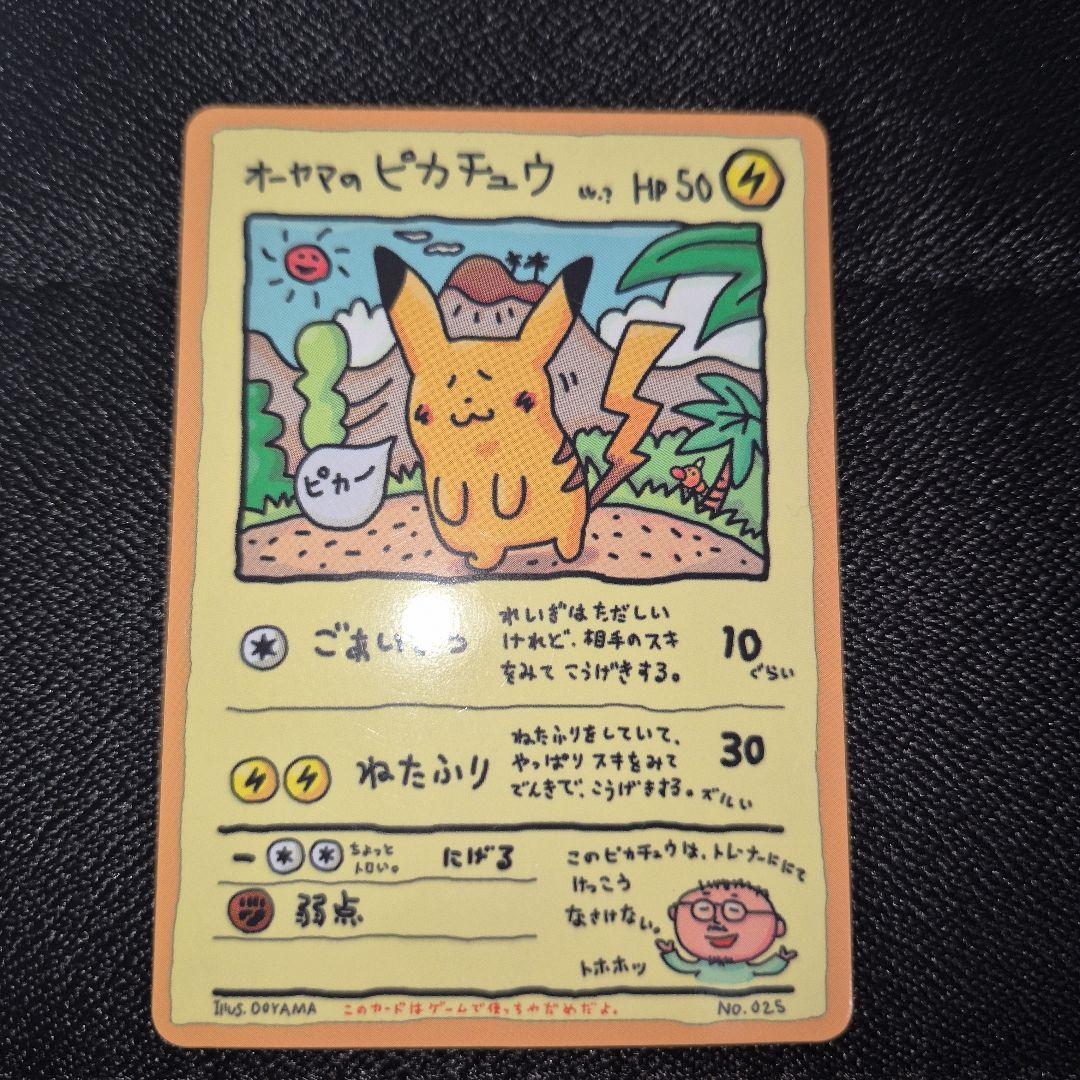 オーヤマの ピカチュウ Lv.? HP 50
ピカー
れいぎはただしい
けれど、相手のスキ
をみて こうげきする。
10
ぐらい
ねたふり
ねたふりをしていて、
やっぱり スキをみて
でんきで、こうげきする。ズルい
30
ちょっと
トロい。
にげる
弱点
このピカチュウは、トレーナーににて
けっこう
なさけない。
トホホッ
Illus. OOYAMA
このカードはゲームで使っちゃだめだよ。
NO. 025